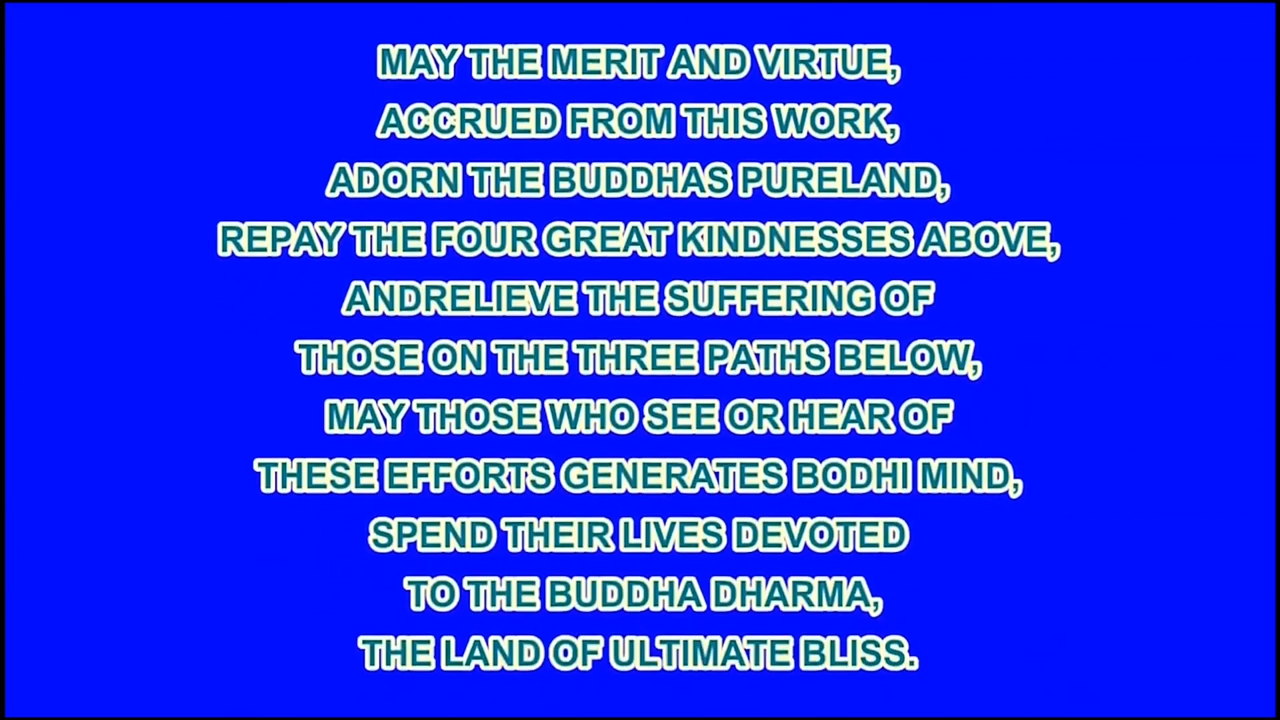 MAY THE MERIT AND VIRTUE,
ACCRUED FROM THIS WORK,
ADORN THE BUDDHAS PURELAND,
REPAY THE FOUR GREAT KINDNESSES ABOVE,
ANDRELIEVE THE SUFFERING OF
THOSE ON THE THREE PATHS BELOW,
MAY THOSE WHO SEE OR HEAR OF
THESE EFFORTS GENERATES BODHI MIND,
SPEND THEIR LIVES DEVOTED
TO THE BUDDHA DHARMA,
THE LAND OF ULTIMATE BLISS.